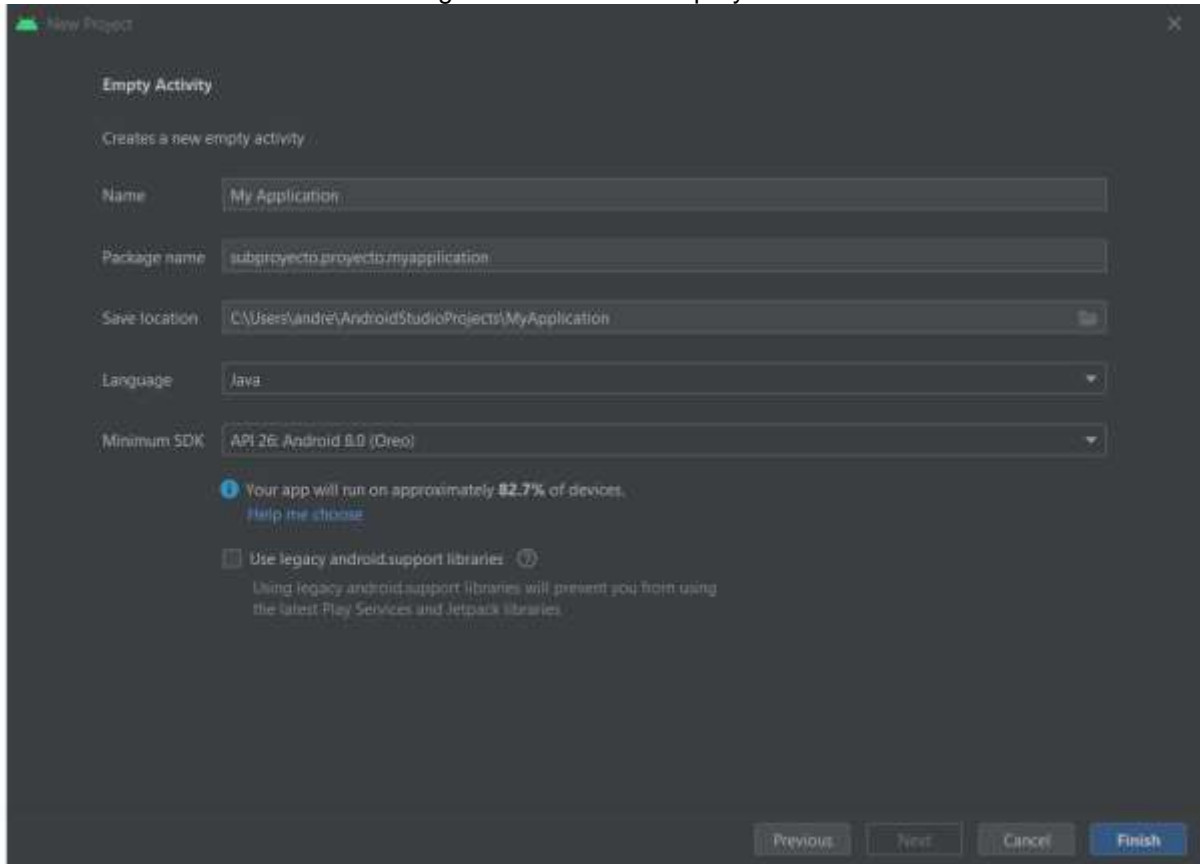 New Project
Empty Activity
Creates a new empty activity
Name My Application
Package name subproyecto.proyecto.myapplication
Save location C:\Users\andre\AndroidStudioProjects\MyApplication
Language Java
Minimum SDK API 26: Android 8.0 (Oreo)
Your app will run on approximately 82.7% of devices.
Help me choose
Use legacy android.support libraries
Using legacy android.support libraries will prevent you from using
the latest Play Services and Jetpack libraries
Previous Next Cancel Finish